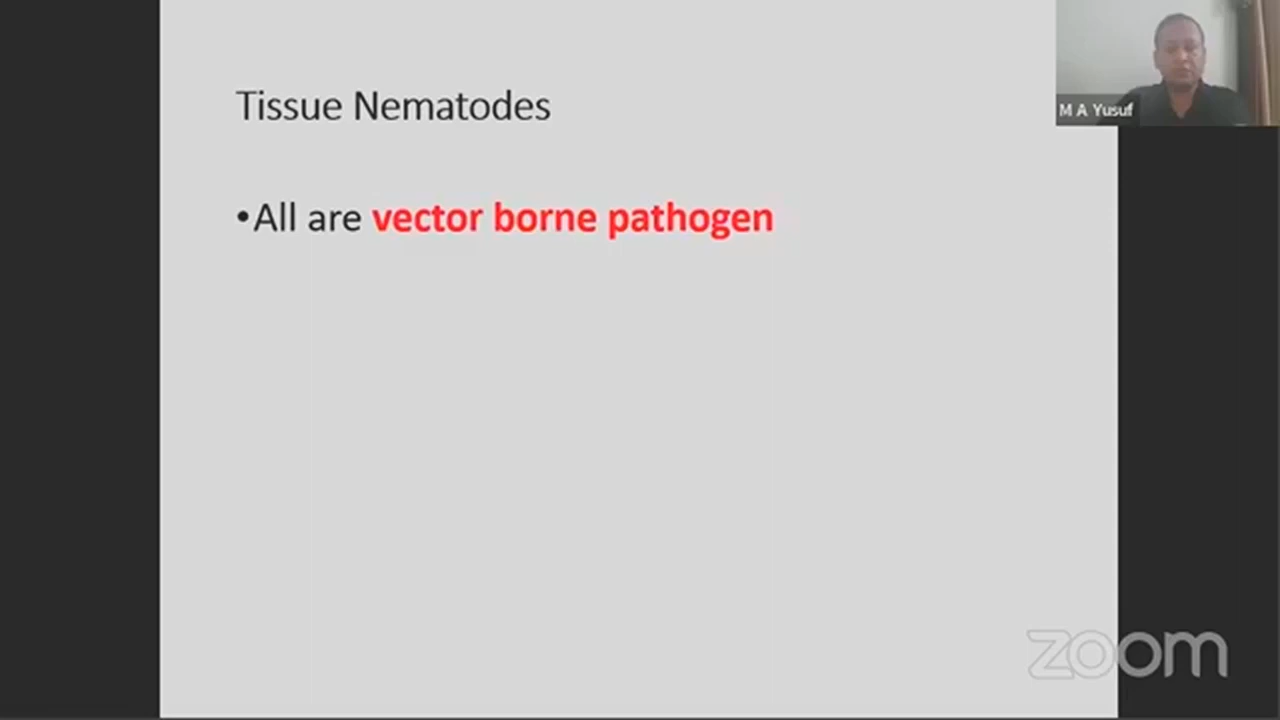 M A Yusuf
Tissue Nematodes
•All are vector borne pathogen
zoom